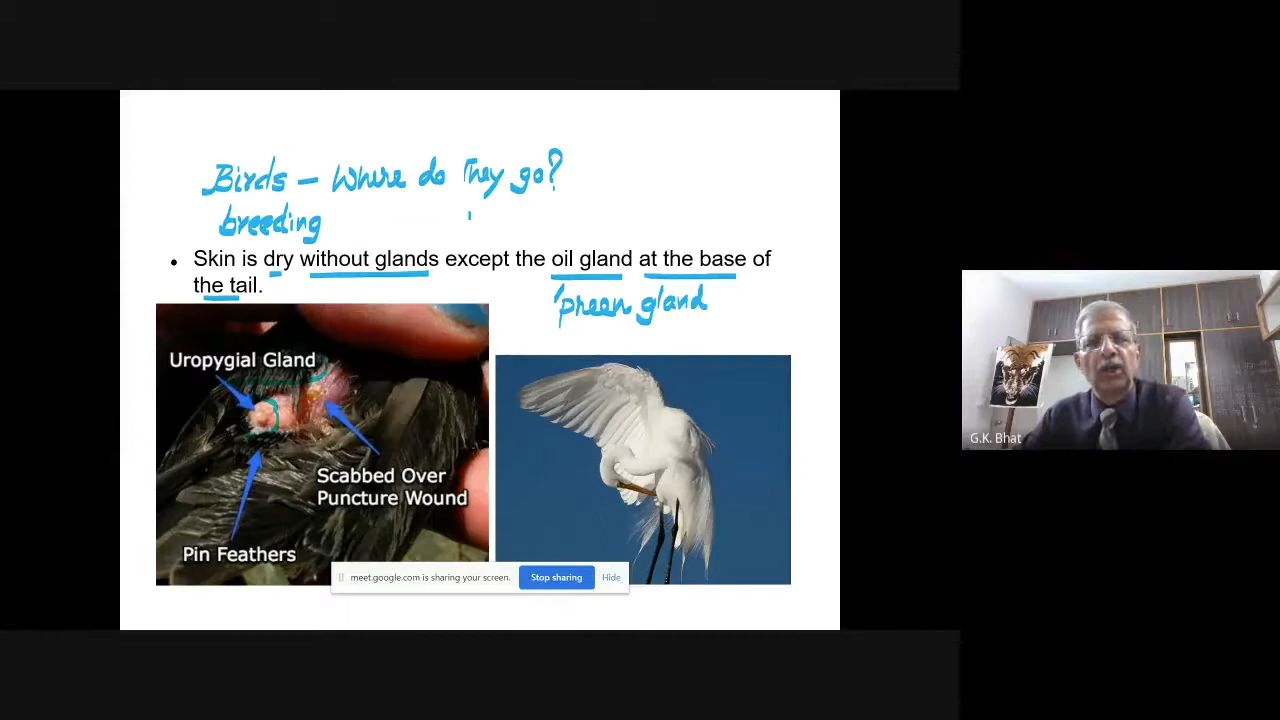 Birds – Where do They go?
breeding
• Skin is dry without glands except the oil gland at the base of
the tail.
'preen gland
Uropygial Gland
Scabbed Over
Puncture Wound
Pin Feathers
meet.google.com is sharing your screen. Stop sharing Hide
G.K. Bhat